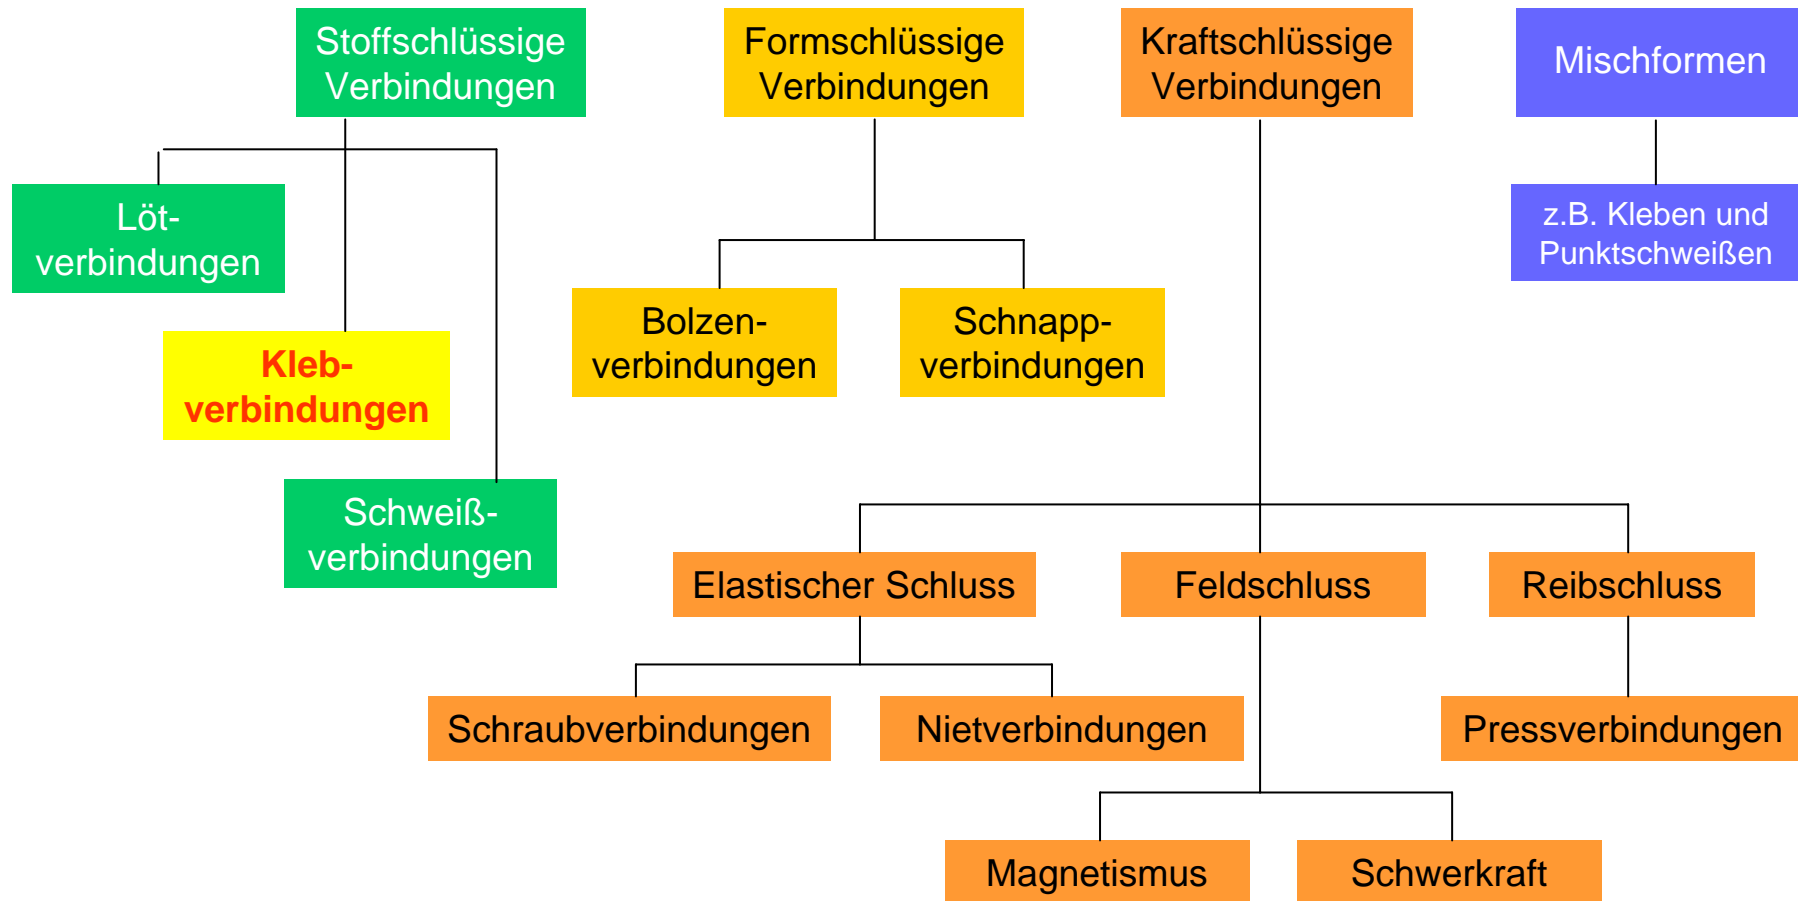 Stoffschlüssige
Verbindungen
Formschlüssige
Verbindungen
Kraftschlüssige
Verbindungen
Mischformen
Löt-
verbindungen
z.B. Kleben und
Punktschweißen
Kleb-
verbindungen
Bolzen-
verbindungen
Schnapp-
verbindungen
Schweiß-
verbindungen
Elastischer Schluss
Feldschluss
Reibschluss
Schraubverbindungen
Nietverbindungen
Pressverbindungen
Magnetismus
Schwerkraft